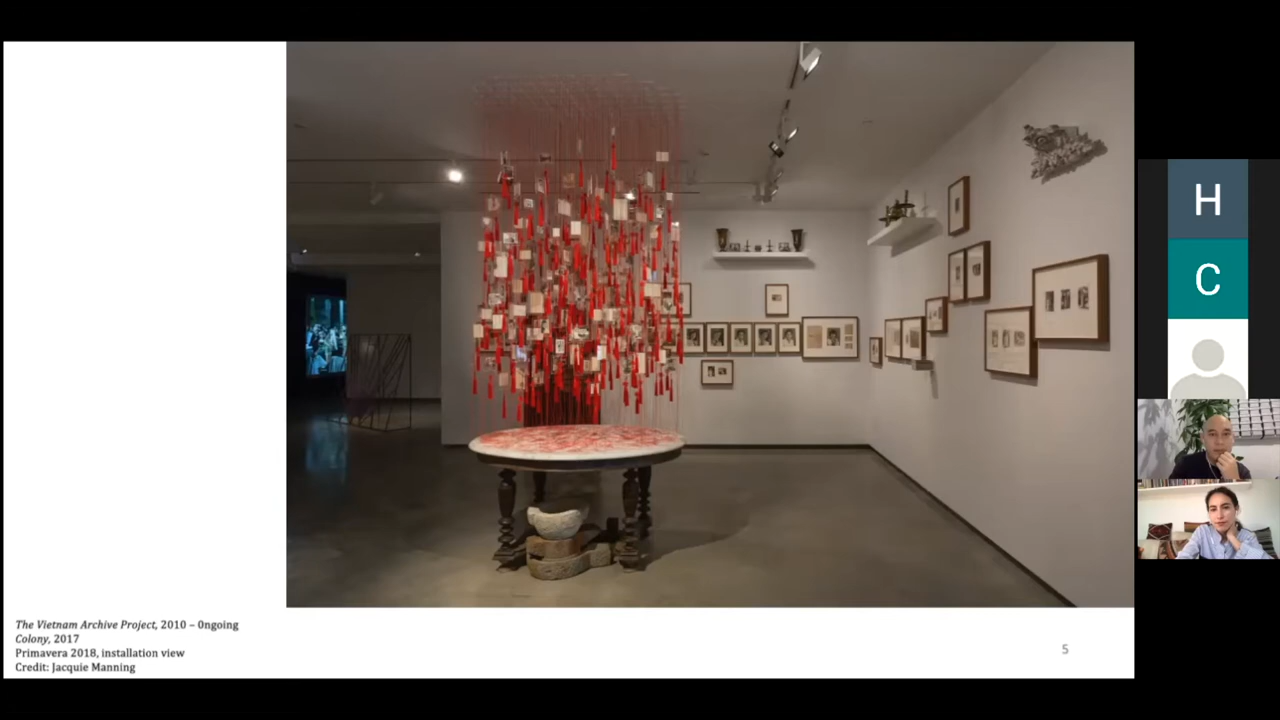 H
C
The Vietnam Archive Project, 2010 – 0ngoing
Colony, 2017
Primavera 2018, installation view
Credit: Jacquie Manning
5